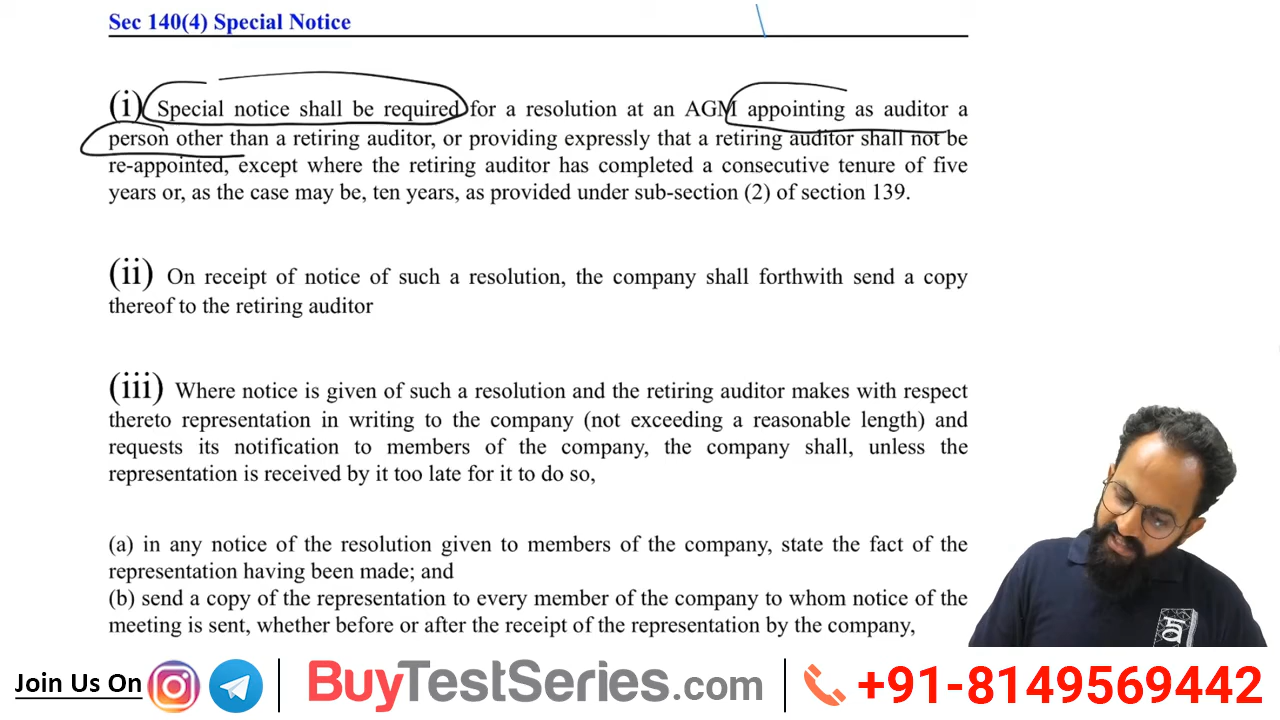 Sec 140(4) Special Notice
(i) Special notice shall be required for a resolution at an AGM appointing as auditor a
person other than a retiring auditor, or providing expressly that a retiring auditor shall not be
re-appointed, except where the retiring auditor has completed a consecutive tenure of five
years or, as the case may be, ten years, as provided under sub-section (2) of section 139.
(ii) On receipt of notice of such a resolution, the company shall forthwith send a copy
thereof to the retiring auditor
(iii) Where notice is given of such a resolution and the retiring auditor makes with respect
thereto representation in writing to the company (not exceeding a reasonable length) and
requests its notification to members of the company, the company shall, unless the
representation is received by it too late for it to do so,
(a) in any notice of the resolution given to members of the company, state the fact of the
representation having been made; and
(b) send a copy of the representation to every member of the company to whom notice of the
meeting is sent, whether before or after the receipt of the representation by the company,
Join Us On BuyTestSeries.com +91-8149569442